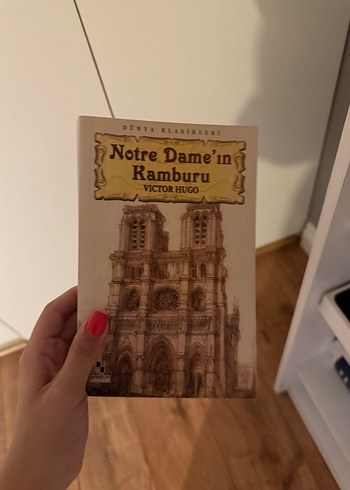 DÜNYA KLASİKLERİ
Notre Dame'ın
Kamburu
VICTOR HUGO